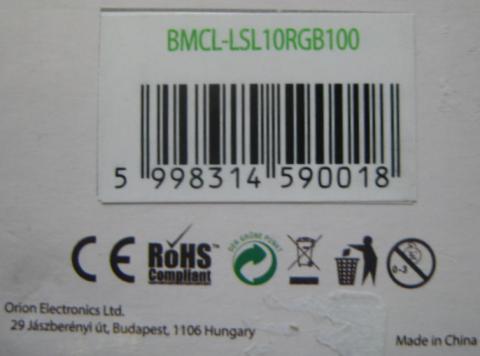 BMCL-LSL10RGB100
5 998314 590018
CE RoHS Compliant DER GRÜNE PUNKT 0-3
Orion Electronics Ltd.
29 Jászberényi út, Budapest, 1106 Hungary
Made in China